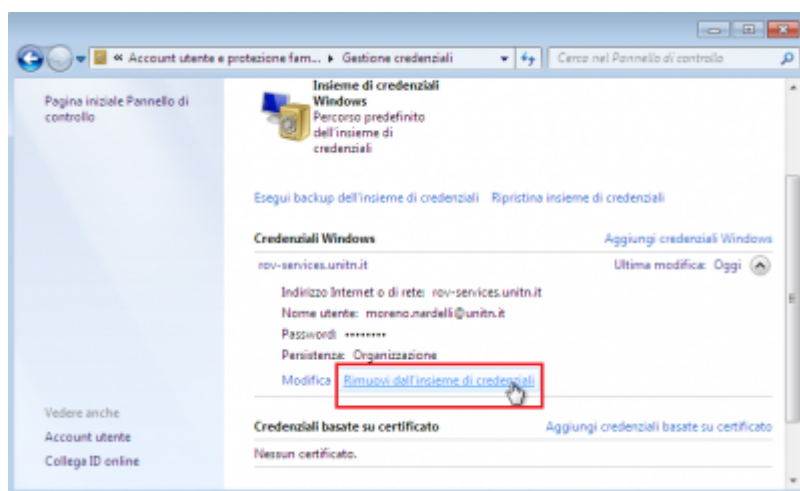 « Account utente e protezione fam... ▸ Gestione credenziali
Cerca nel Pannello di controllo
Pagina iniziale Pannello di
controllo
Insieme di credenziali
Windows
Percorso predefinito
dell'insieme di
credenziali
Esegui backup dell'insieme di credenziali Ripristina insieme di credenziali
Credenziali Windows Aggiungi credenziali Windows
rov-services.unitn.it Ultima modifica: Oggi
Indirizzo Internet o di rete: rov-services.unitn.it
Nome utente: moreno.nardelli@unitn.it
Password: ••••••••
Persistenza: Organizzazione
Modifica Rimuovi dall'insieme di credenziali
Vedere anche
Account utente
Collega ID online
Credenziali basate su certificato Aggiungi credenziali basate su certificato
Nessun certificato.